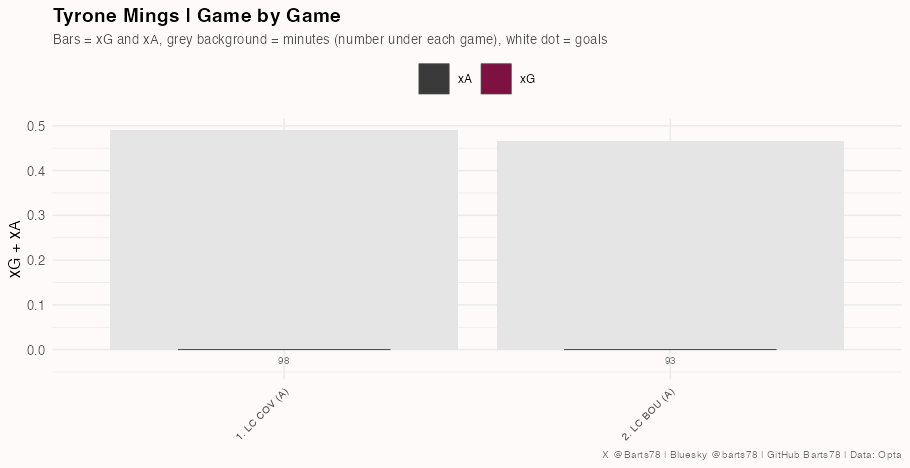 Tyrone Mings | Game by Game
Bars = xG and xA, grey background = minutes (number under each game), white dot = goals
xA xG
xG + xA
0.5
0.4
0.3
0.2
0.1
0.0
98 93
1. LC COV (A) 2. LC BOU (A)
X @Barts78 | Bluesky @barts78 | GitHub Barts78 | Data: Opta